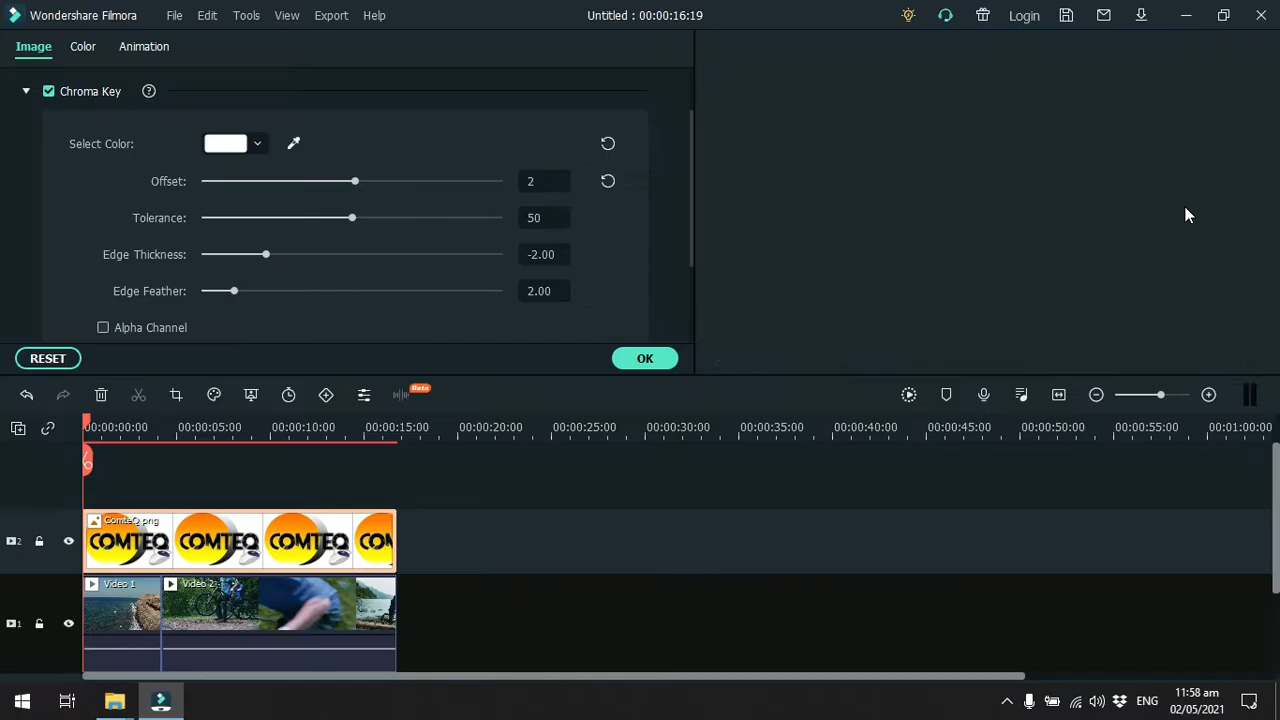 Wondershare Filmora File Edit Tools View Export Help Untitled : 00:00:16:19 Login
Image Color Animation
Chroma Key ?
Select Color:
Offset: 2
Tolerance: 50
Edge Thickness: -2.00
Edge Feather: 2.00
Alpha Channel
RESET OK
Beta
00:00:00:00 00:00:05:00 00:00:10:00 00:00:15:00 00:00:20:00 00:00:25:00 00:00:30:00 00:00:35:00 00:00:40:00 00:00:45:00 00:00:50:00 00:00:55:00 00:01:00:00
ComteQ.png
2 COMTEQ COMTEQ COMTEQ COM
Video 1 Video 2
1
ENG 11:58 am
02/05/2021